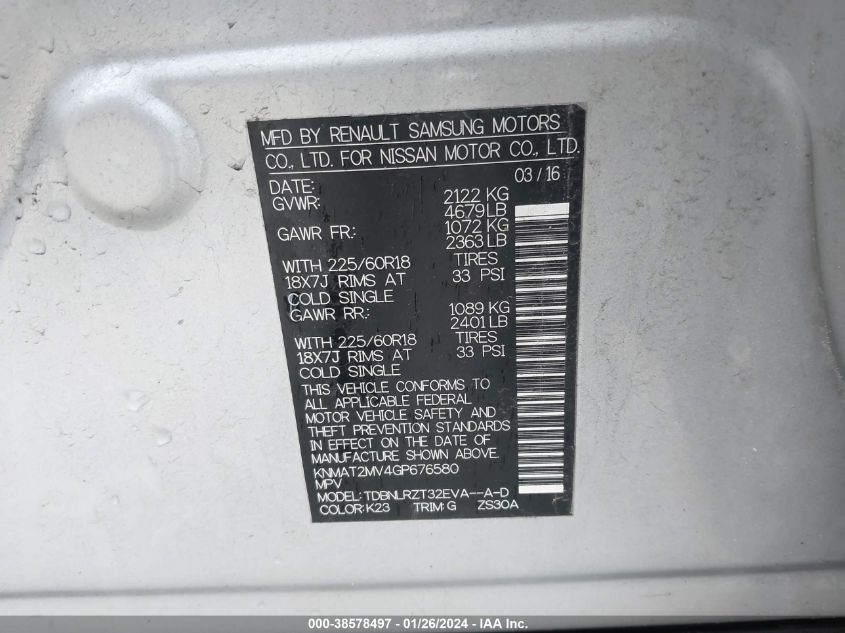 MFD BY RENAULT SAMSUNG MOTORS
CO., LTD. FOR NISSAN MOTOR CO., LTD.
DATE: 03 / 16
GVWR: 2122 KG
4679 LB
GAWR FR.: 1072 KG
2363 LB
WITH 225/60R18 TIRES
18X7J RIMS AT 33 PSI
COLD SINGLE
GAWR RR.: 1089 KG
2401 LB
WITH 225/60R18 TIRES
18X7J RIMS AT 33 PSI
COLD SINGLE
THIS VEHICLE CONFORMS TO
ALL APPLICABLE FEDERAL
MOTOR VEHICLE SAFETY AND
THEFT PREVENTION STANDARDS
IN EFFECT ON THE DATE OF
MANUFACTURE SHOWN ABOVE.
KNMAT2MV4GP676580
MPV
MODEL: TDBNLRZT32EVA--A-D
COLOR: K23 TRIM: G ZS30A
000-38578497 - 01/26/2024 - IAA Inc.